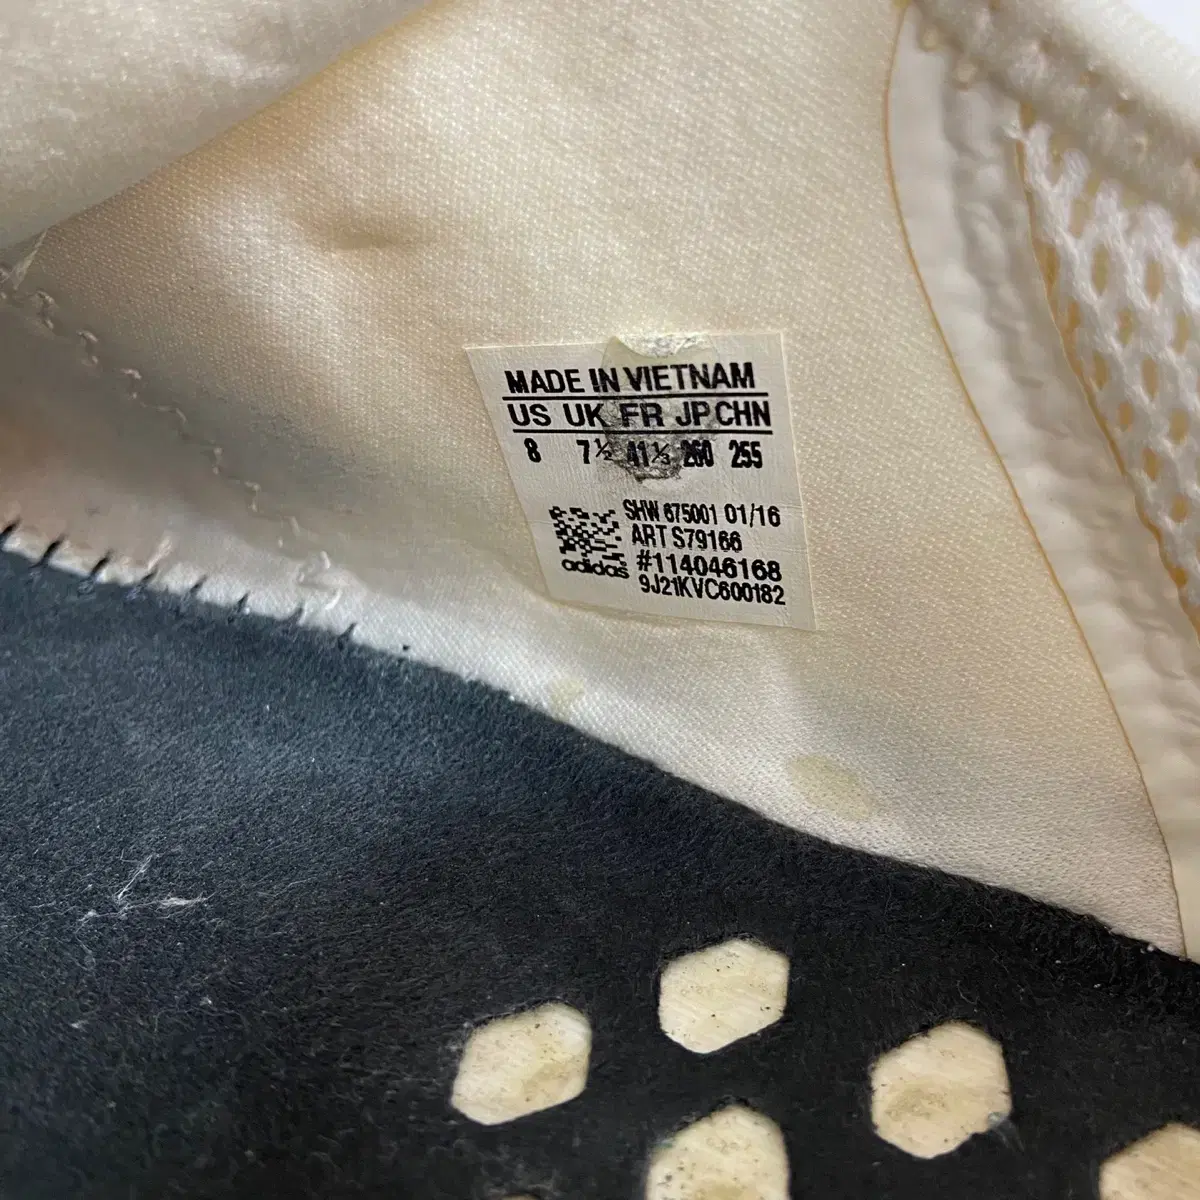 MADE IN VIETNAM
US UK FR JP CHN
8 7½ 41⅓ 260 255
SHW 675001 01/16
ART S79166
#114046168
adidas
9J21KVC600182